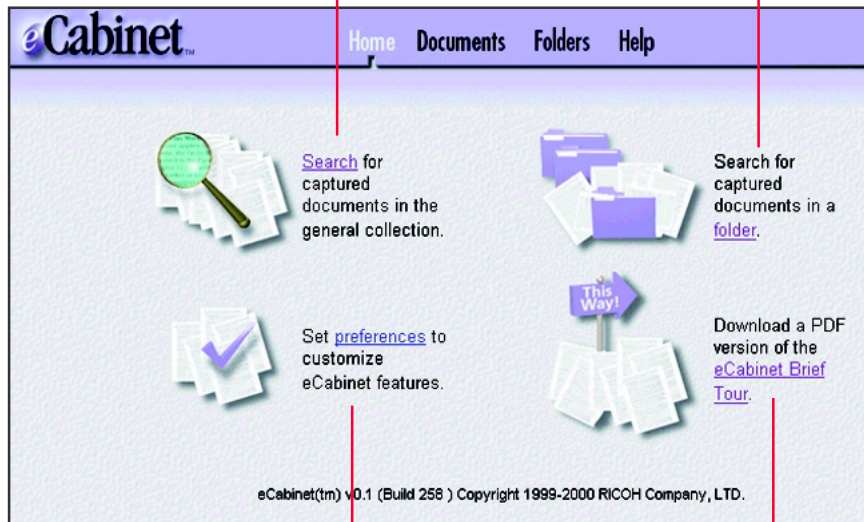 eCabinet™
Home Documents Folders Help
Search for
captured
documents in the
general collection.
Search for
captured
documents in a
folder.
This
Way!
Set preferences to
customize
eCabinet features.
Download a PDF
version of the
eCabinet Brief
Tour.
eCabinet(tm) v0.1 (Build 258 ) Copyright 1999-2000 RICOH Company, LTD.